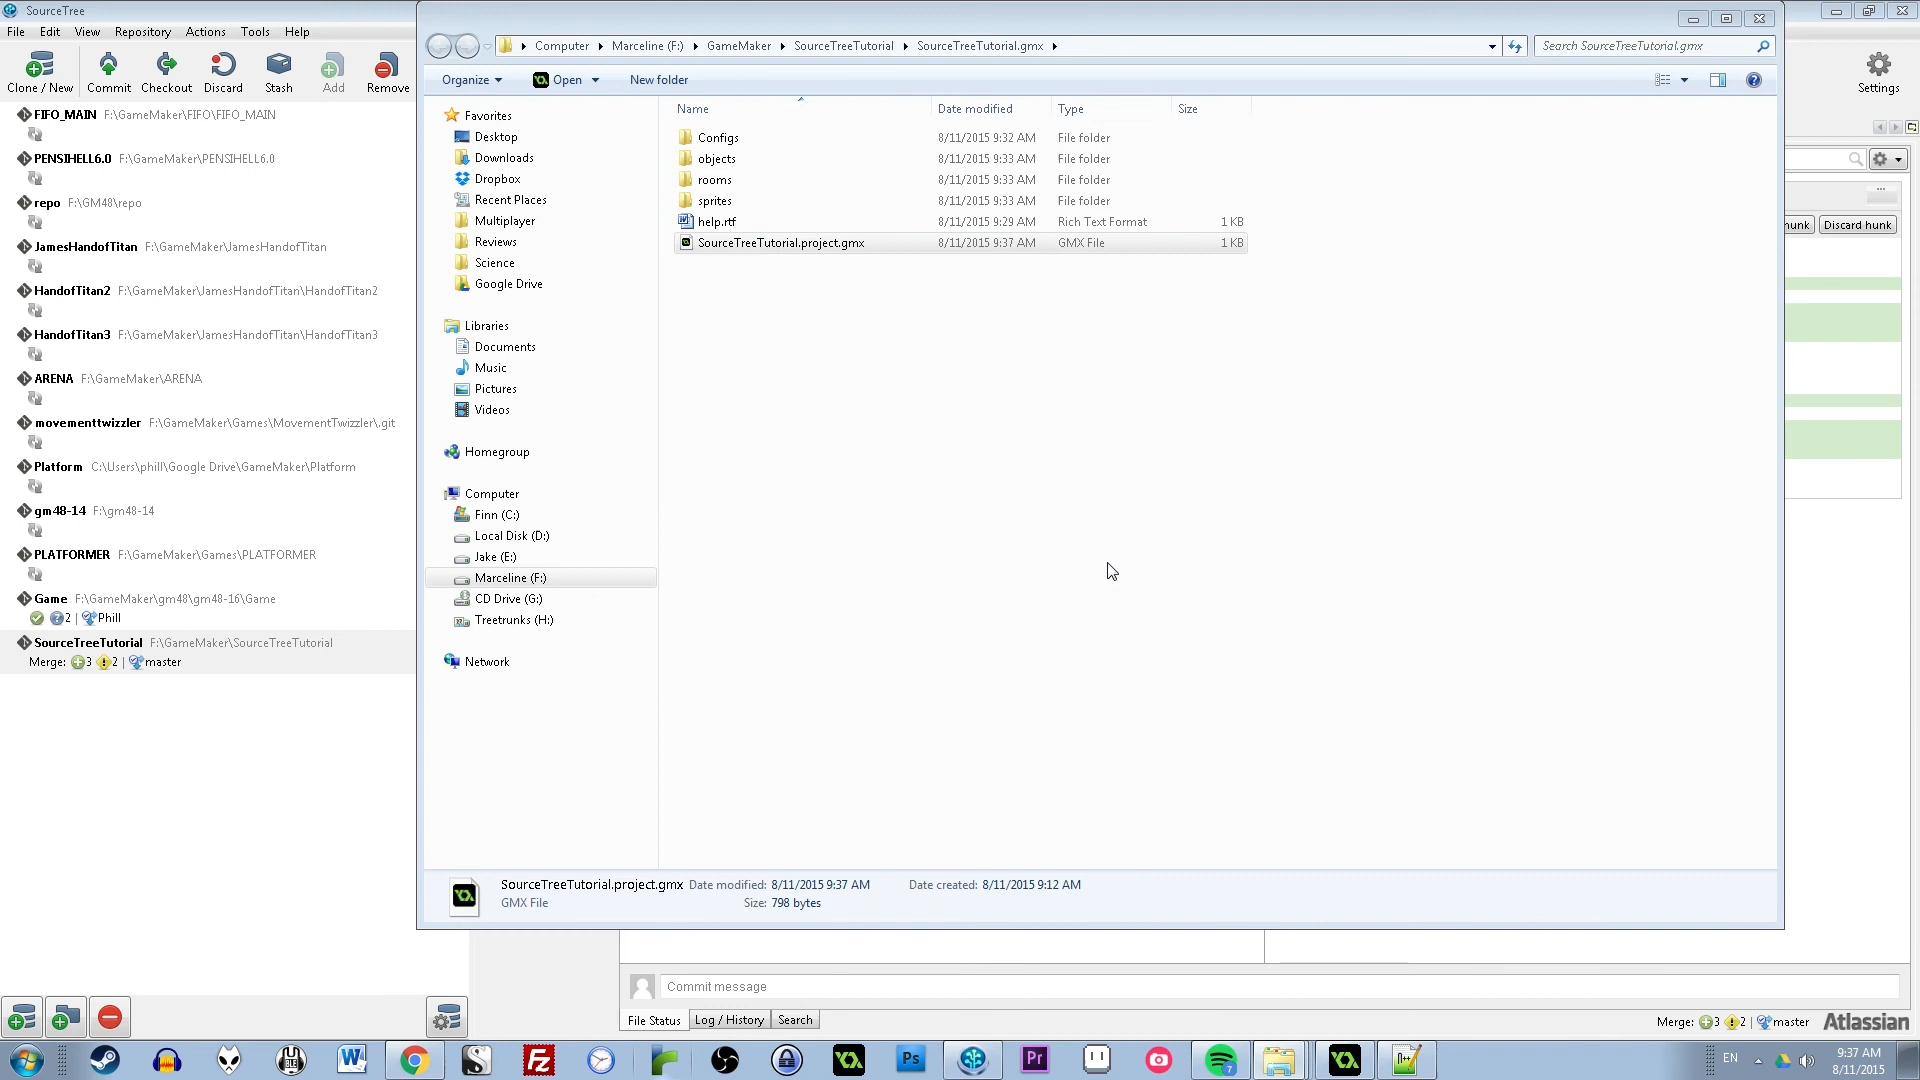 SourceTree
File Edit View Repository Actions Tools Help
Clone / New Commit Checkout Discard Stash Add Remove
FIFO_MAIN F:\GameMaker\FIFO\FIFO_MAIN
PENSIHELL6.0 F:\GameMaker\PENSIHELL6.0
repo F:\GM48\repo
JamesHandofTitan F:\GameMaker\JamesHandofTitan
HandofTitan2 F:\GameMaker\JamesHandofTitan\HandofTitan2
HandofTitan3 F:\GameMaker\JamesHandofTitan\HandofTitan3
ARENA F:\GameMaker\ARENA
movementtwizzler F:\GameMaker\Games\MovementTwizzler\.git
Platform C:\Users\phill\Google Drive\GameMaker\Platform
gm48-14 F:\gm48-14
PLATFORMER F:\GameMaker\Games\PLATFORMER
Game F:\GameMaker\gm48\gm48-16\Game
2 | Phill
SourceTreeTutorial F:\GameMaker\SourceTreeTutorial
Merge: 3 2 | master
Computer Marceline (F:) GameMaker SourceTreeTutorial SourceTreeTutorial.gmx
Search SourceTreeTutorial.gmx
Organize Open New folder
Favorites
Desktop
Downloads
Dropbox
Recent Places
Multiplayer
Reviews
Science
Google Drive
Libraries
Documents
Music
Pictures
Videos
Homegroup
Computer
Finn (C:)
Local Disk (D:)
Jake (E:)
Marceline (F:)
CD Drive (G:)
Treetrunks (H:)
Network
Name Date modified Type Size
Configs 8/11/2015 9:32 AM File folder
objects 8/11/2015 9:33 AM File folder
rooms 8/11/2015 9:33 AM File folder
sprites 8/11/2015 9:33 AM File folder
help.rtf 8/11/2015 9:29 AM Rich Text Format 1 KB
SourceTreeTutorial.project.gmx 8/11/2015 9:37 AM GMX File 1 KB
SourceTreeTutorial.project.gmx Date modified: 8/11/2015 9:37 AM Date created: 8/11/2015 9:12 AM
GMX File Size: 798 bytes
Settings
hunk Discard hunk
Commit message
File Status Log / History Search
Merge: 3 2 | master Atlassian
W Ps Pr
EN
9:37 AM
8/11/2015